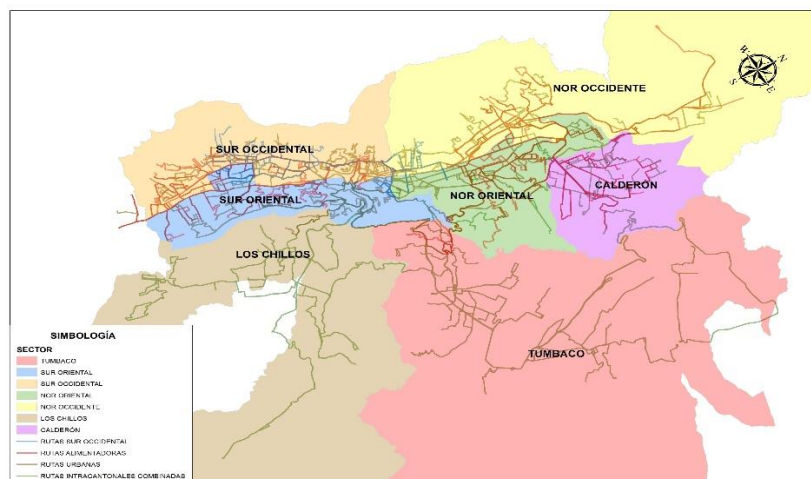 N
W
E
S
NOR OCCIDENTE
SUR OCCIDENTAL
CALDERÓN
NOR ORIENTAL
SUR ORIENTAL
LOS CHILLOS
TUMBACO
SIMBOLOGÍA
SECTOR
TUMBACO
SUR ORIENTAL
SUR OCCIDENTAL
NOR ORIENTAL
NOR OCCIDENTE
LOS CHILLOS
CALDERÓN
RUTAS SUR OCCIDENTAL
RUTAS ALIMENTADORAS
RUTAS URBANAS
RUTAS INTRACANTONALES COMBINADAS